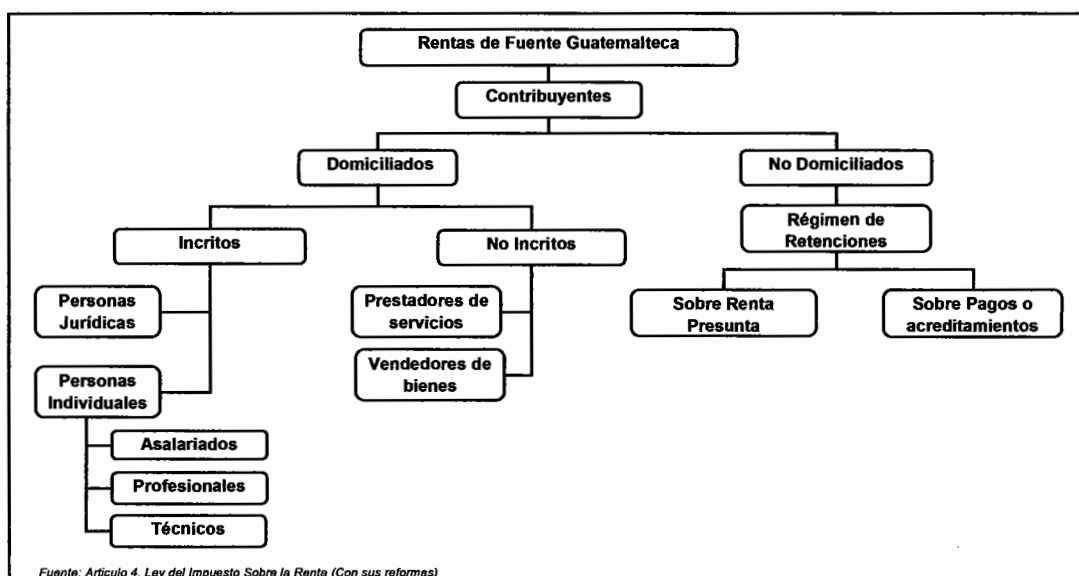 Rentas de Fuente Guatemalteca
Contribuyentes
Domiciliados
No Domiciliados
Incritos
No Incritos
Régimen de
Retenciones
Personas
Jurídicas
Prestadores de
servicios
Sobre Renta
Presunta
Sobre Pagos o
acreditamientos
Personas
Individuales
Vendedores de
bienes
Asalariados
Profesionales
Técnicos
Fuente: Artículo 4, Ley del Impuesto Sobre la Renta (Con sus reformas)